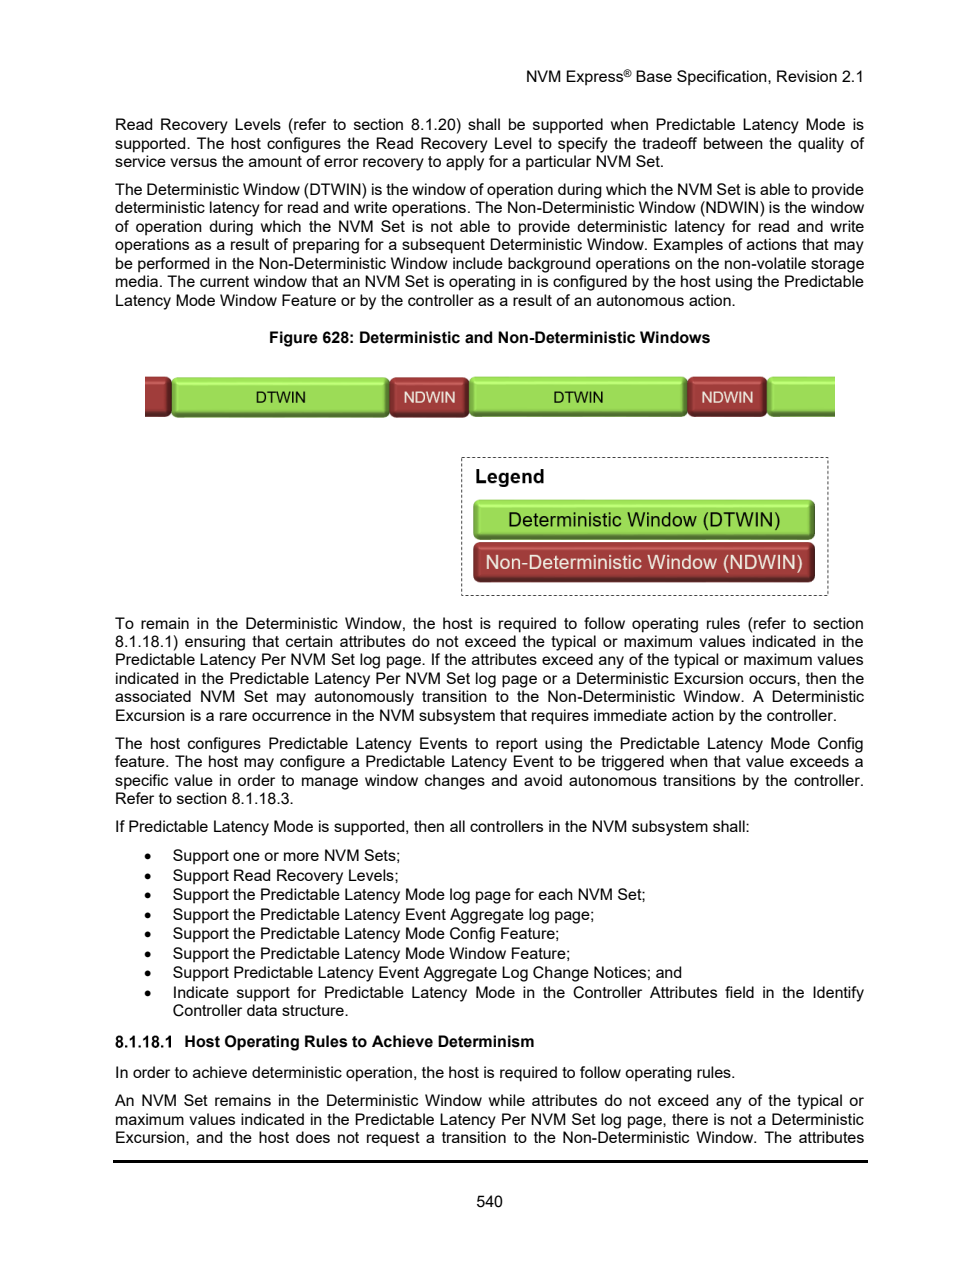 NVM Express® Base Specification, Revision 2.1
Read Recovery Levels (refer to section 8.1.20) shall be supported when Predictable Latency Mode is
supported. The host configures the Read Recovery Level to specify the tradeoff between the quality of
service versus the amount of error recovery to apply for a particular NVM Set.
The Deterministic Window (DTWIN) is the window of operation during which the NVM Set is able to provide
deterministic latency for read and write operations. The Non-Deterministic Window (NDWIN) is the window
of operation during which the NVM Set is not able to provide deterministic latency for read and write
operations as a result of preparing for a subsequent Deterministic Window. Examples of actions that may
be performed in the Non-Deterministic Window include background operations on the non-volatile storage
media. The current window that an NVM Set is operating in is configured by the host using the Predictable
Latency Mode Window Feature or by the controller as a result of an autonomous action.
Figure 628: Deterministic and Non-Deterministic Windows
DTWIN NDWIN DTWIN NDWIN
Legend
Deterministic Window (DTWIN)
Non-Deterministic Window (NDWIN)
To remain in the Deterministic Window, the host is required to follow operating rules (refer to section
8.1.18.1) ensuring that certain attributes do not exceed the typical or maximum values indicated in the
Predictable Latency Per NVM Set log page. If the attributes exceed any of the typical or maximum values
indicated in the Predictable Latency Per NVM Set log page or a Deterministic Excursion occurs, then the
associated NVM Set may autonomously transition to the Non-Deterministic Window. A Deterministic
Excursion is a rare occurrence in the NVM subsystem that requires immediate action by the controller.
The host configures Predictable Latency Events to report using the Predictable Latency Mode Config
feature. The host may configure a Predictable Latency Event to be triggered when that value exceeds a
specific value in order to manage window changes and avoid autonomous transitions by the controller.
Refer to section 8.1.18.3.
If Predictable Latency Mode is supported, then all controllers in the NVM subsystem shall:
• Support one or more NVM Sets;
• Support Read Recovery Levels;
• Support the Predictable Latency Mode log page for each NVM Set;
• Support the Predictable Latency Event Aggregate log page;
• Support the Predictable Latency Mode Config Feature;
• Support the Predictable Latency Mode Window Feature;
• Support Predictable Latency Event Aggregate Log Change Notices; and
• Indicate support for Predictable Latency Mode in the Controller Attributes field in the Identify
Controller data structure.
8.1.18.1 Host Operating Rules to Achieve Determinism
In order to achieve deterministic operation, the host is required to follow operating rules.
An NVM Set remains in the Deterministic Window while attributes do not exceed any of the typical or
maximum values indicated in the Predictable Latency Per NVM Set log page, there is not a Deterministic
Excursion, and the host does not request a transition to the Non-Deterministic Window. The attributes
540